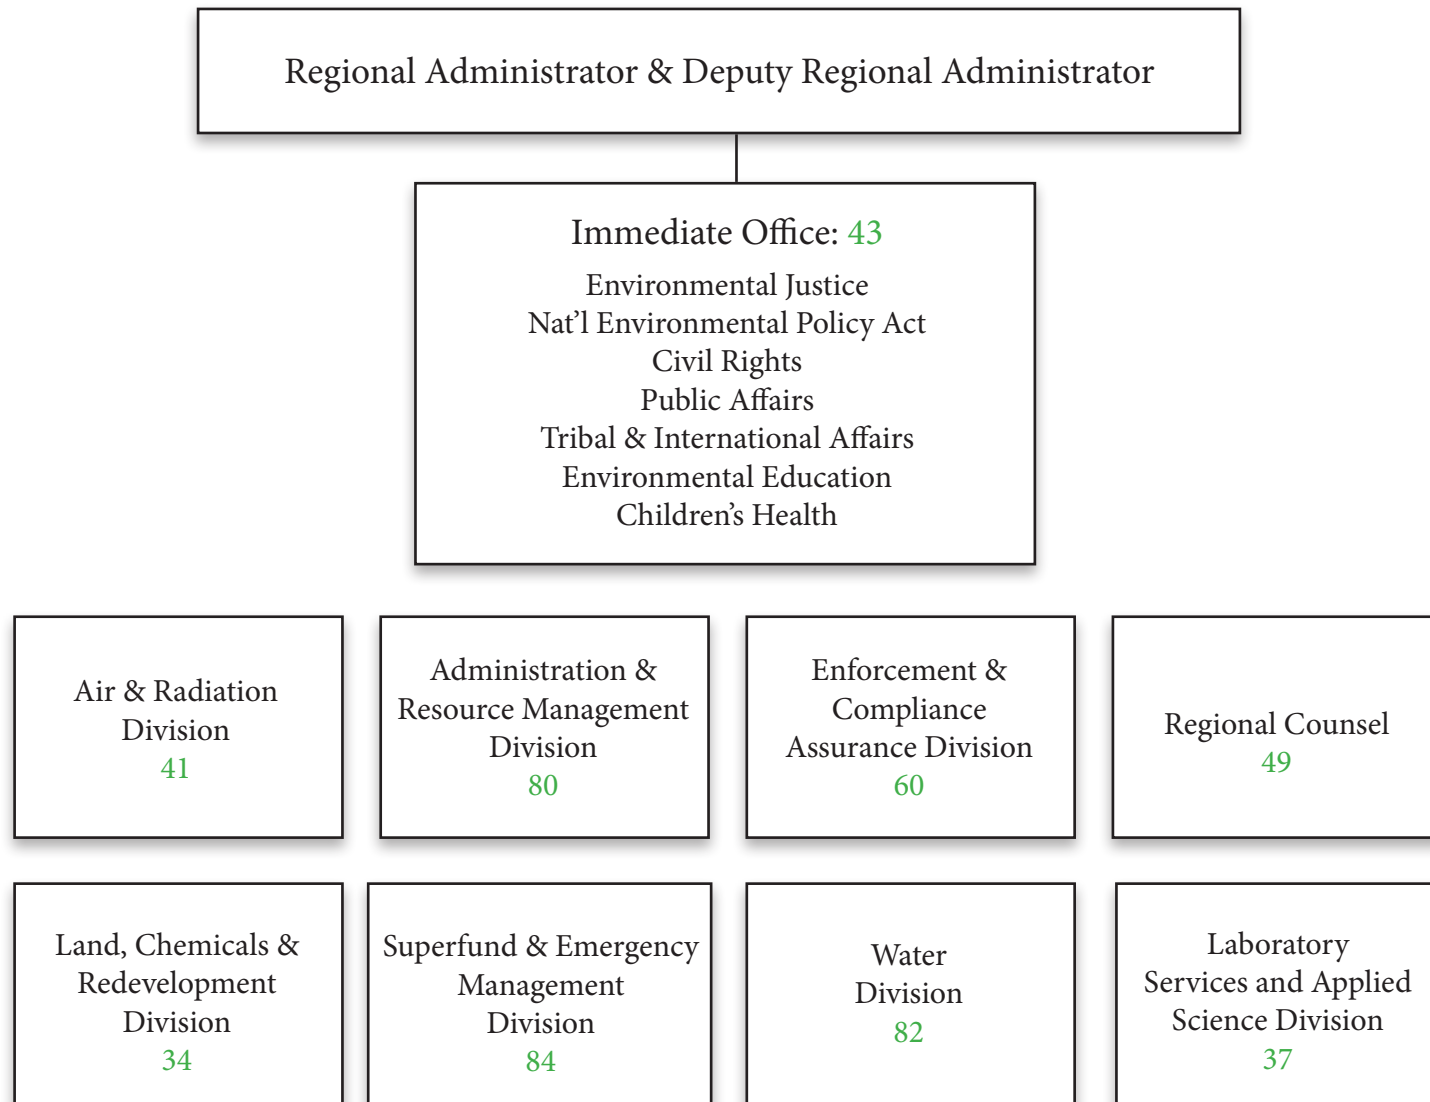 Regional Administrator & Deputy Regional Administrator
Immediate Office: 43
Environmental Justice
Nat’l Environmental Policy Act
Civil Rights
Public Affairs
Tribal & International Affairs
Environmental Education
Children’s Health
Air & Radiation
Division
41
Administration &
Resource Management
Division
80
Enforcement &
Compliance
Assurance Division
60
Regional Counsel
49
Land, Chemicals &
Redevelopment
Division
34
Superfund & Emergency
Management
Division
84
Water
Division
82
Laboratory
Services and Applied
Science Division
37